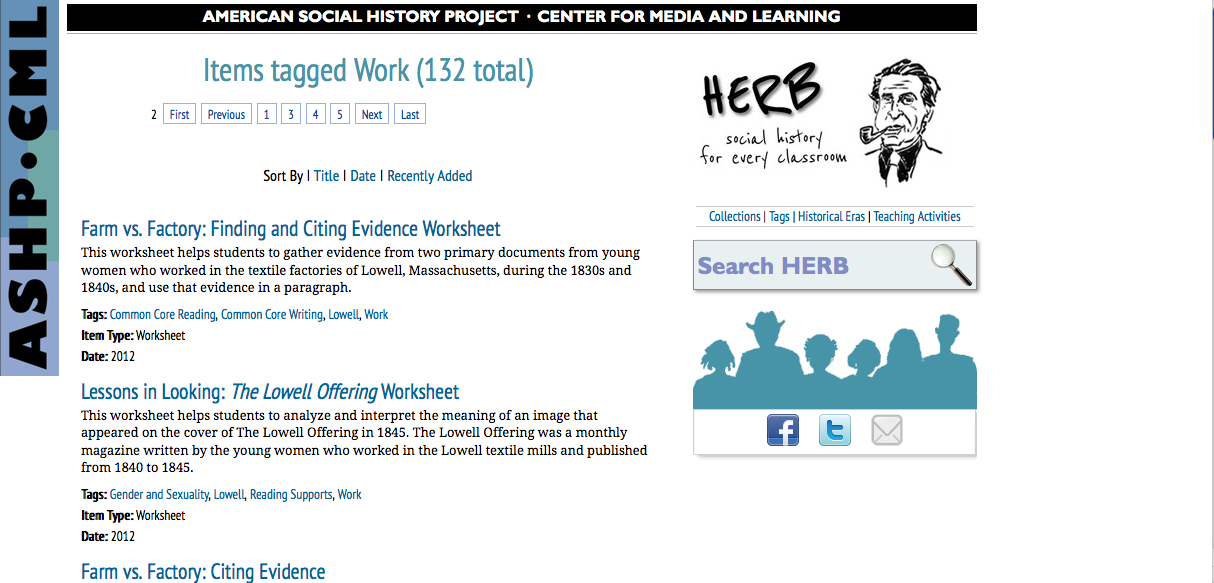 ASHP•CML
AMERICAN SOCIAL HISTORY PROJECT · CENTER FOR MEDIA AND LEARNING
Items tagged Work (132 total)
2 First Previous 1 3 4 5 Next Last
Sort By | Title | Date | Recently Added
Farm vs. Factory: Finding and Citing Evidence Worksheet
This worksheet helps students to gather evidence from two primary documents from young
women who worked in the textile factories of Lowell, Massachusetts, during the 1830s and
1840s, and use that evidence in a paragraph.
Tags: Common Core Reading, Common Core Writing, Lowell, Work
Item Type: Worksheet
Date: 2012
Lessons in Looking: The Lowell Offering Worksheet
This worksheet helps students to analyze and interpret the meaning of an image that
appeared on the cover of The Lowell Offering in 1845. The Lowell Offering was a monthly
magazine written by the young women who worked in the Lowell textile mills and published
from 1840 to 1845.
Tags: Gender and Sexuality, Lowell, Reading Supports, Work
Item Type: Worksheet
Date: 2012
Farm vs. Factory: Citing Evidence
HERB
social history
for every classroom
Collections | Tags | Historical Eras | Teaching Activities
Search HERB